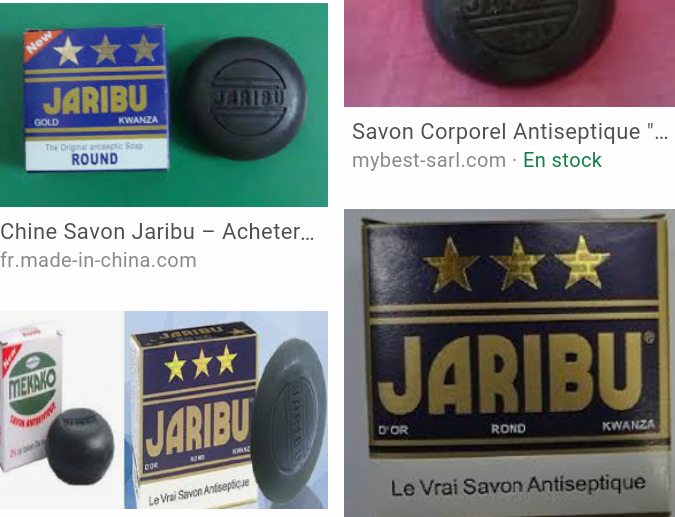 New
JARIBU
GOLD KWANZA
The Original antiseptic Soap
ROUND
JARIBU
Chine Savon Jaribu – Acheter...
fr.made-in-china.com
MEKAKO
SAVON ANTISEPTIQUE
JARIBU
JARIBU
D'OR ROND KWANZ
Le Vrai Savon Antiseptique
Savon Corporel Antiseptique "...
mybest-sarl.com · En stock
JARIBU®
D'OR ROND KWANZA
Le Vrai Savon Antiseptique